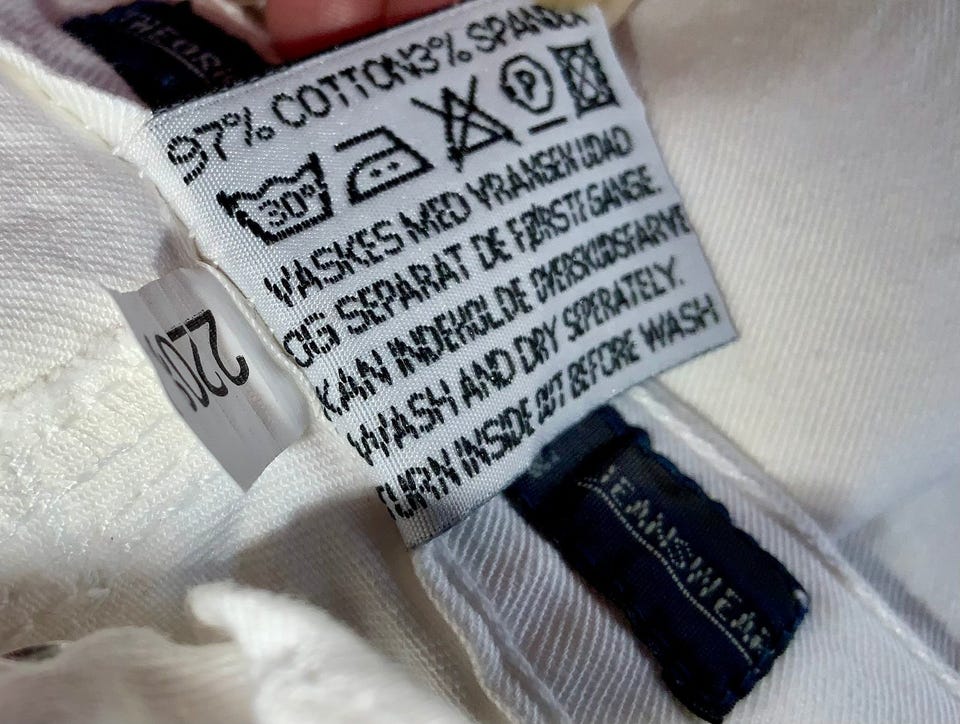 97% COTTON3% SPANDEX
30°
P
WASKES MED VRANGEN UDAD
OG SEPARAT DE FØRSTE GANGE.
KAN INDEHOLDE OVERSKUDSFARVE
WASH AND DRY SEPERATELY.
TURN INSIDE OUT BEFORE WASH
2201
JEANSWEAR